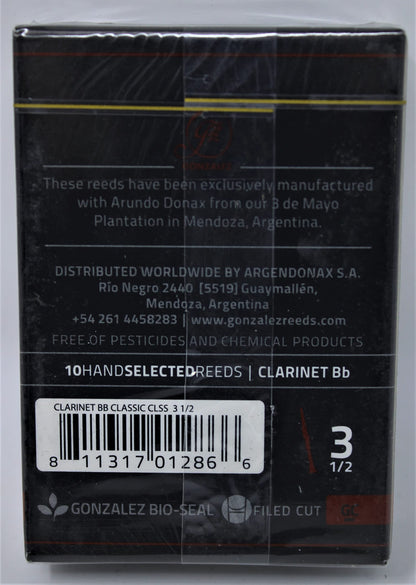 GONZALEZ
These reeds have been exclusively manufactured
with Arundo Donax from our 3 de Mayo
Plantation in Mendoza, Argentina.
DISTRIBUTED WORLDWIDE BY ARGENDONAX S.A.
Río Negro 2440 [5519] Guaymallén,
Mendoza, Argentina
+54 261 4458283 | www.gonzalezreeds.com
FREE OF PESTICIDES AND CHEMICAL PRODUCTS
10HANDSELECTEDREEDS | CLARINET Bb
CLARINET BB CLASSIC CLSS 3 1/2
8 11317 01286 6
3
1/2
GONZALEZ BIO-SEAL FILED CUT